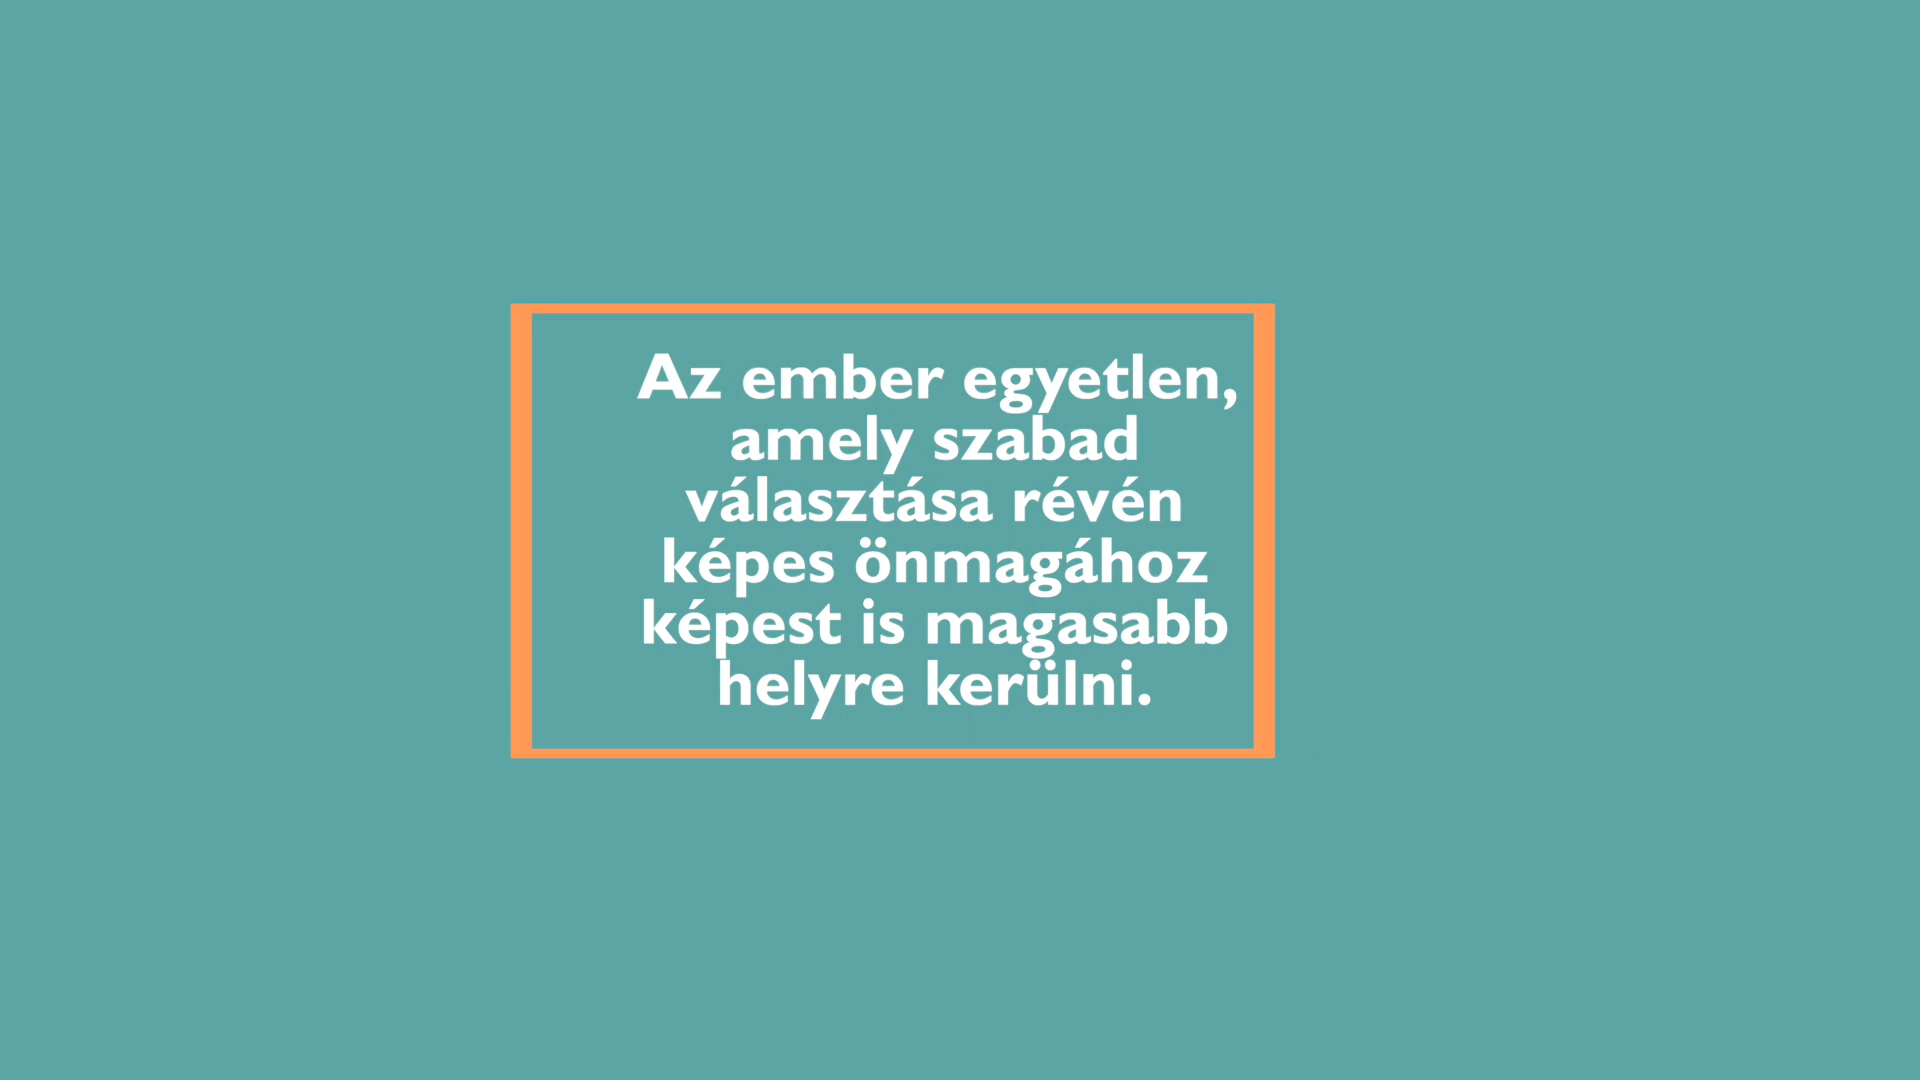 Az ember egyetlen,
amely szabad
választása révén
képes önmagához
képest is magasabb
helyre kerülni.